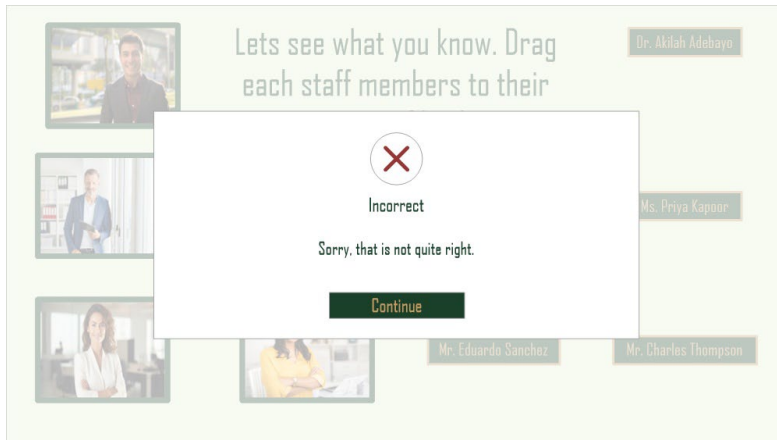 Lets see what you know. Drag
each staff members to their
Dr. Akilah Adebayo
Incorrect
Ms. Priya Kapoor
Sorry, that is not quite right.
Continue
Mr. Eduardo Sanchez
Mr. Charles Thompson